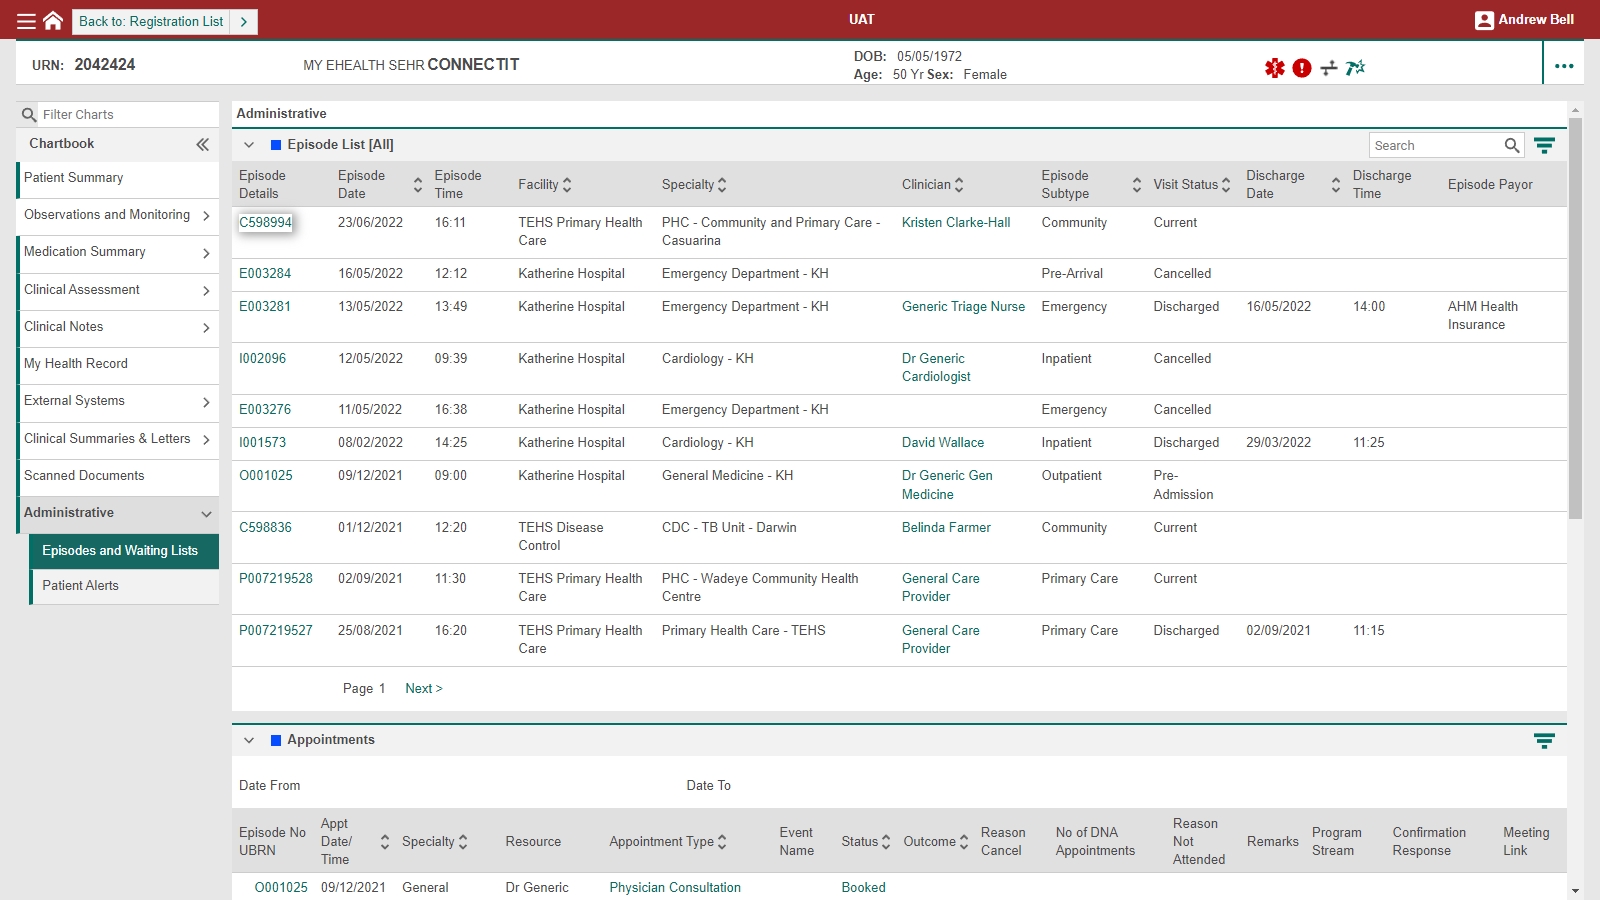 Back to: Registration List
UAT
Andrew Bell
URN: 2042424
MY EHEALTH SEHR CONNECTIT
DOB: 05/05/1972
Age: 50 Yr Sex: Female
Filter Charts
Chartbook
Patient Summary
Observations and Monitoring
Medication Summary
Clinical Assessment
Clinical Notes
My Health Record
External Systems
Clinical Summaries & Letters
Scanned Documents
Administrative
Episodes and Waiting Lists
Patient Alerts
Administrative
Episode List [All]
Search
Episode Details Episode Date Episode Time Facility Specialty Clinician Episode Subtype Visit Status Discharge Date Discharge Time Episode Payor
C598994 23/06/2022 16:11 TEHS Primary Health Care PHC - Community and Primary Care - Casuarina Kristen Clarke-Hall Community Current
E003284 16/05/2022 12:12 Katherine Hospital Emergency Department - KH Pre-Arrival Cancelled
E003281 13/05/2022 13:49 Katherine Hospital Emergency Department - KH Generic Triage Nurse Emergency Discharged 16/05/2022 14:00 AHM Health Insurance
I002096 12/05/2022 09:39 Katherine Hospital Cardiology - KH Dr Generic Cardiologist Inpatient Cancelled
E003276 11/05/2022 16:38 Katherine Hospital Emergency Department - KH Emergency Cancelled
I001573 08/02/2022 14:25 Katherine Hospital Cardiology - KH David Wallace Inpatient Discharged 29/03/2022 11:25
O001025 09/12/2021 09:00 Katherine Hospital General Medicine - KH Dr Generic Gen Medicine Outpatient Pre-Admission
C598836 01/12/2021 12:20 TEHS Disease Control CDC - TB Unit - Darwin Belinda Farmer Community Current
P007219528 02/09/2021 11:30 TEHS Primary Health Care PHC - Wadeye Community Health Centre General Care Provider Primary Care Current
P007219527 25/08/2021 16:20 TEHS Primary Health Care Primary Health Care - TEHS General Care Provider Primary Care Discharged 02/09/2021 11:15
Page 1 Next >
Appointments
Date From Date To
Episode No UBRN Appt Date/ Time Specialty Resource Appointment Type Event Name Status Outcome Reason Cancel No of DNA Appointments Reason Not Attended Remarks Program Stream Confirmation Response Meeting Link
O001025 09/12/2021 General Dr Generic Physician Consultation Booked